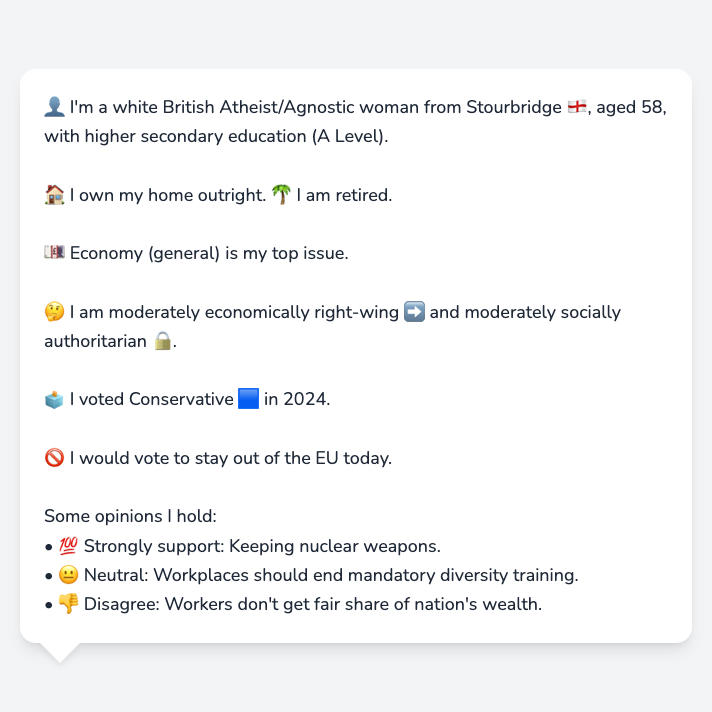 👤 I'm a white British Atheist/Agnostic woman from Stourbridge 🏴󠁧󠁢󠁥󠁮󠁧󠁿, aged 58,
with higher secondary education (A Level).
🏠 I own my home outright. 🌴 I am retired.
💷 Economy (general) is my top issue.
🤔 I am moderately economically right-wing ➡️ and moderately socially
authoritarian 🔒.
🗳️ I voted Conservative 🟦 in 2024.
🚫 I would vote to stay out of the EU today.
Some opinions I hold:
• 💯 Strongly support: Keeping nuclear weapons.
• 😐 Neutral: Workplaces should end mandatory diversity training.
• 👎 Disagree: Workers don't get fair share of nation's wealth.